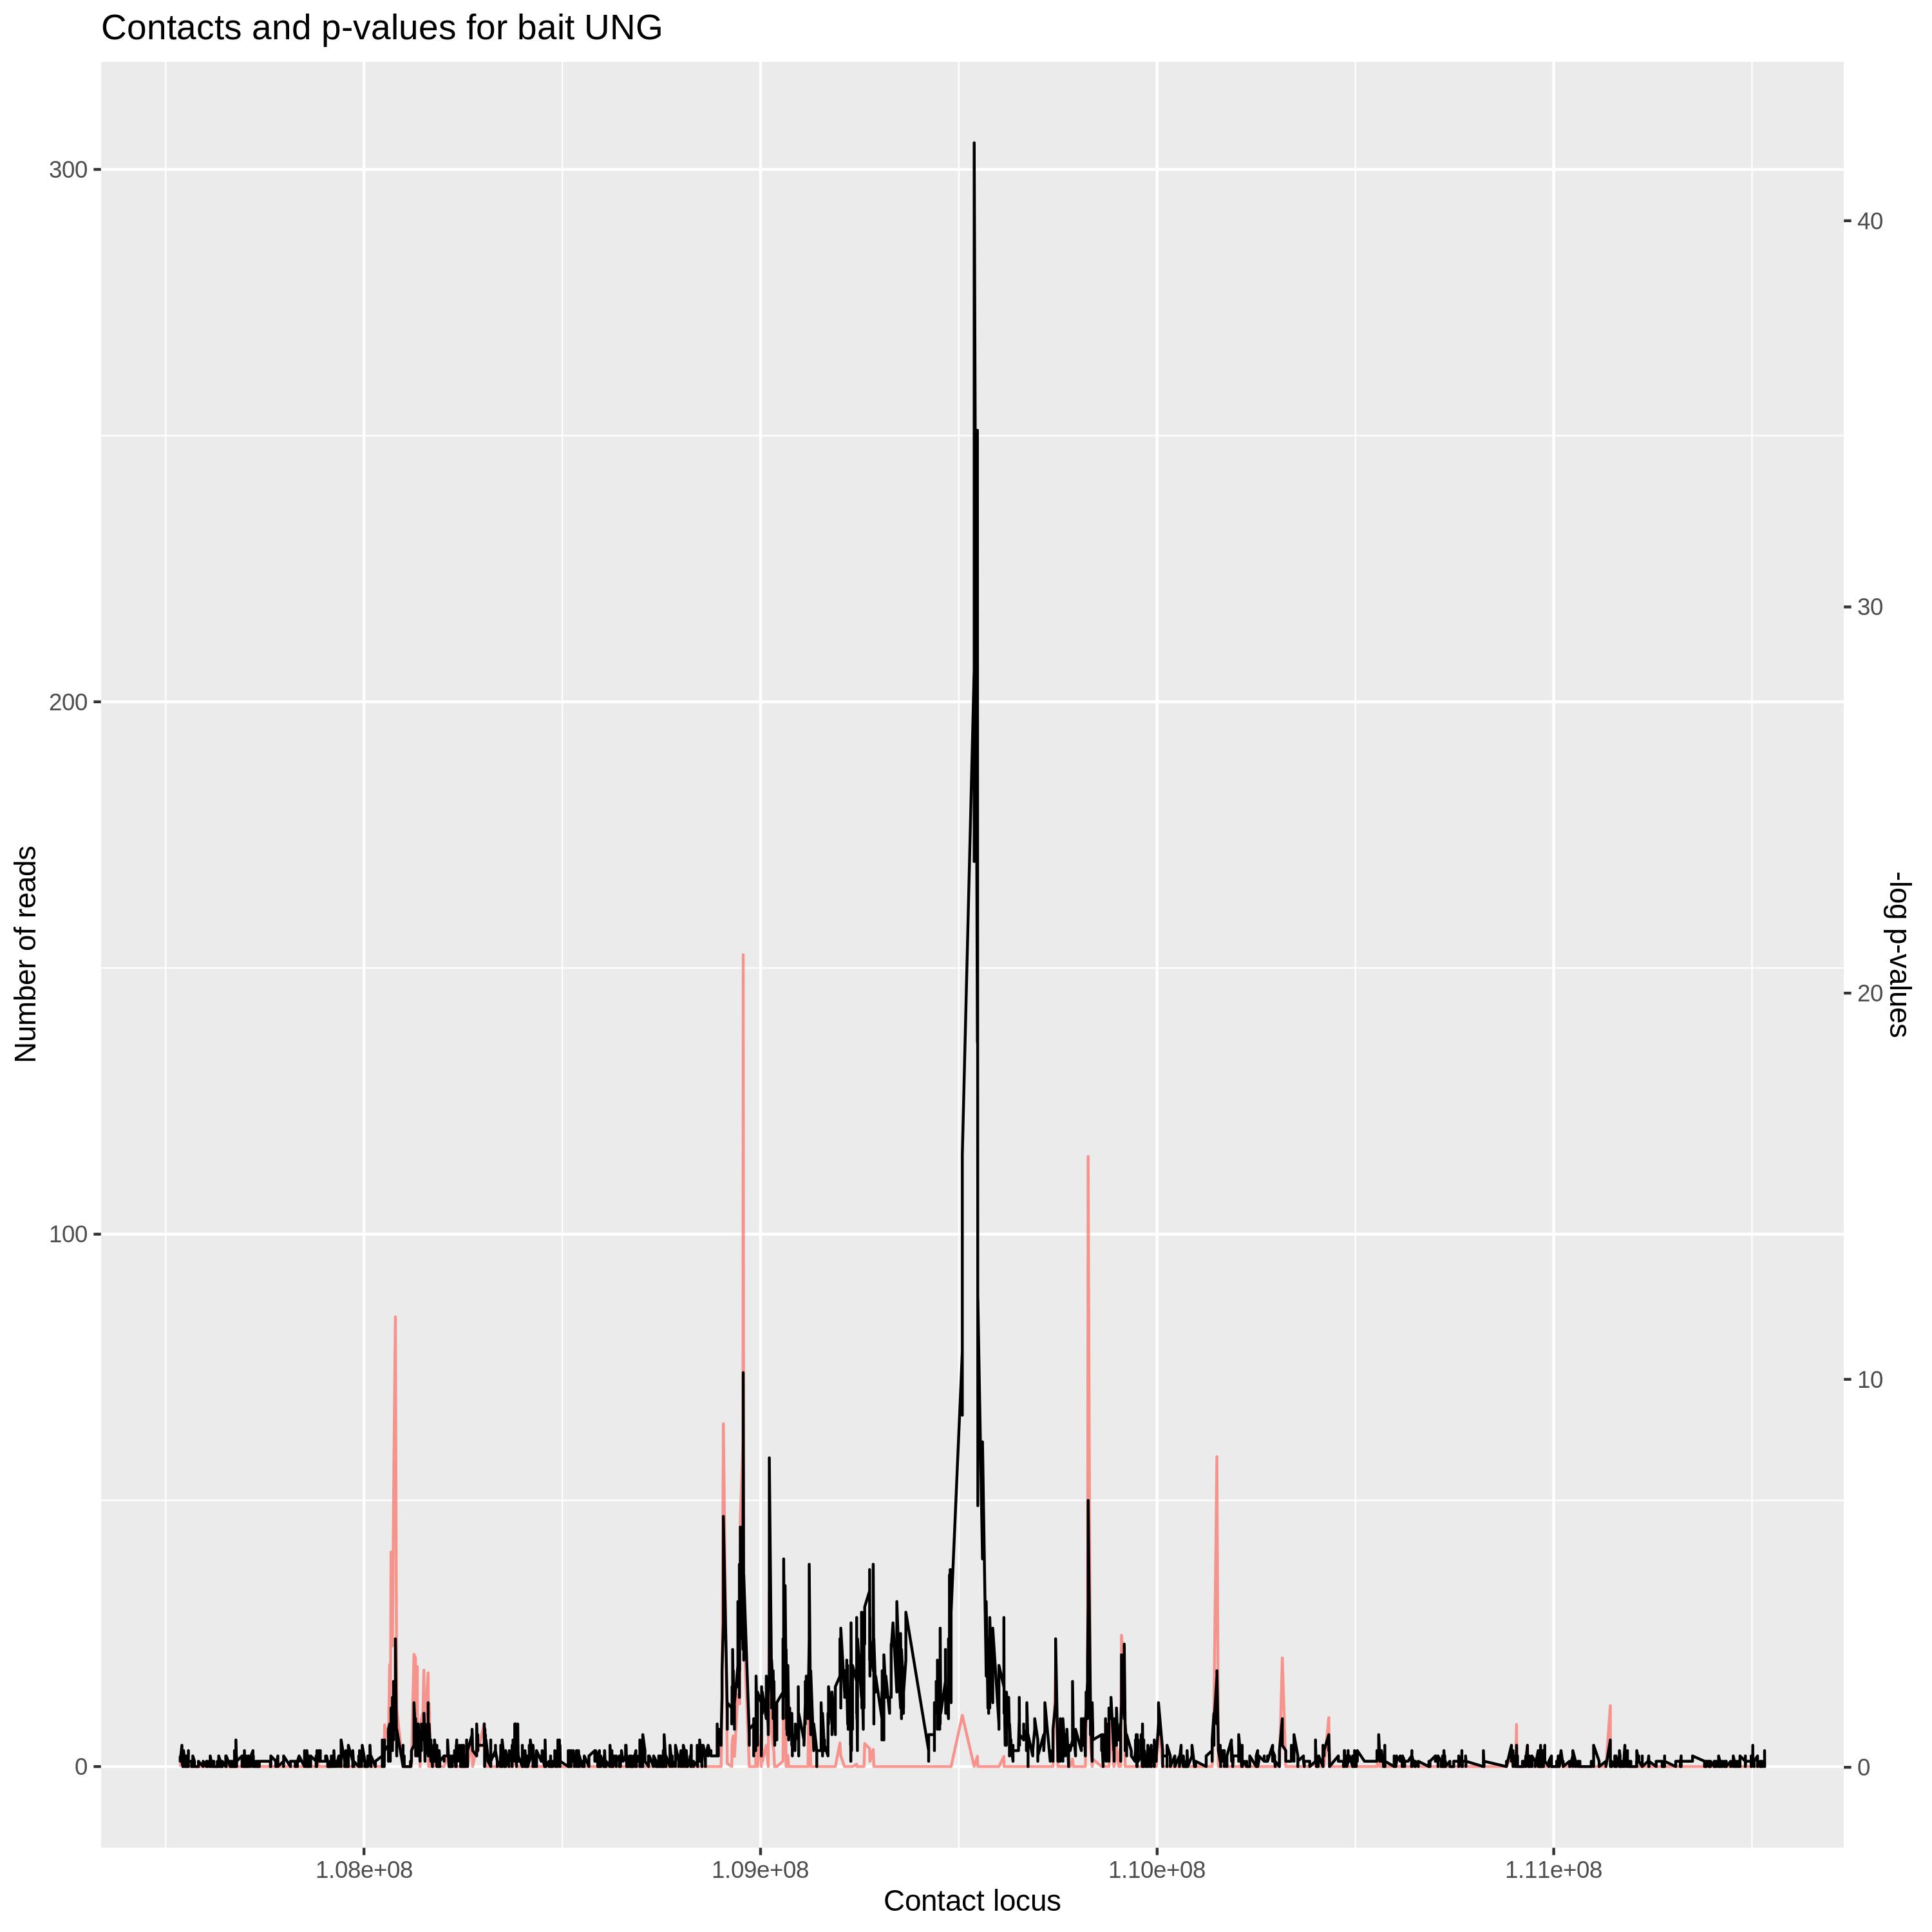 Contacts and p-values for bait UNG
300
200
100
0
Number of reads
40
30
20
10
0
-log p-values
1.08e+08
1.09e+08
1.10e+08
1.11e+08
Contact locus